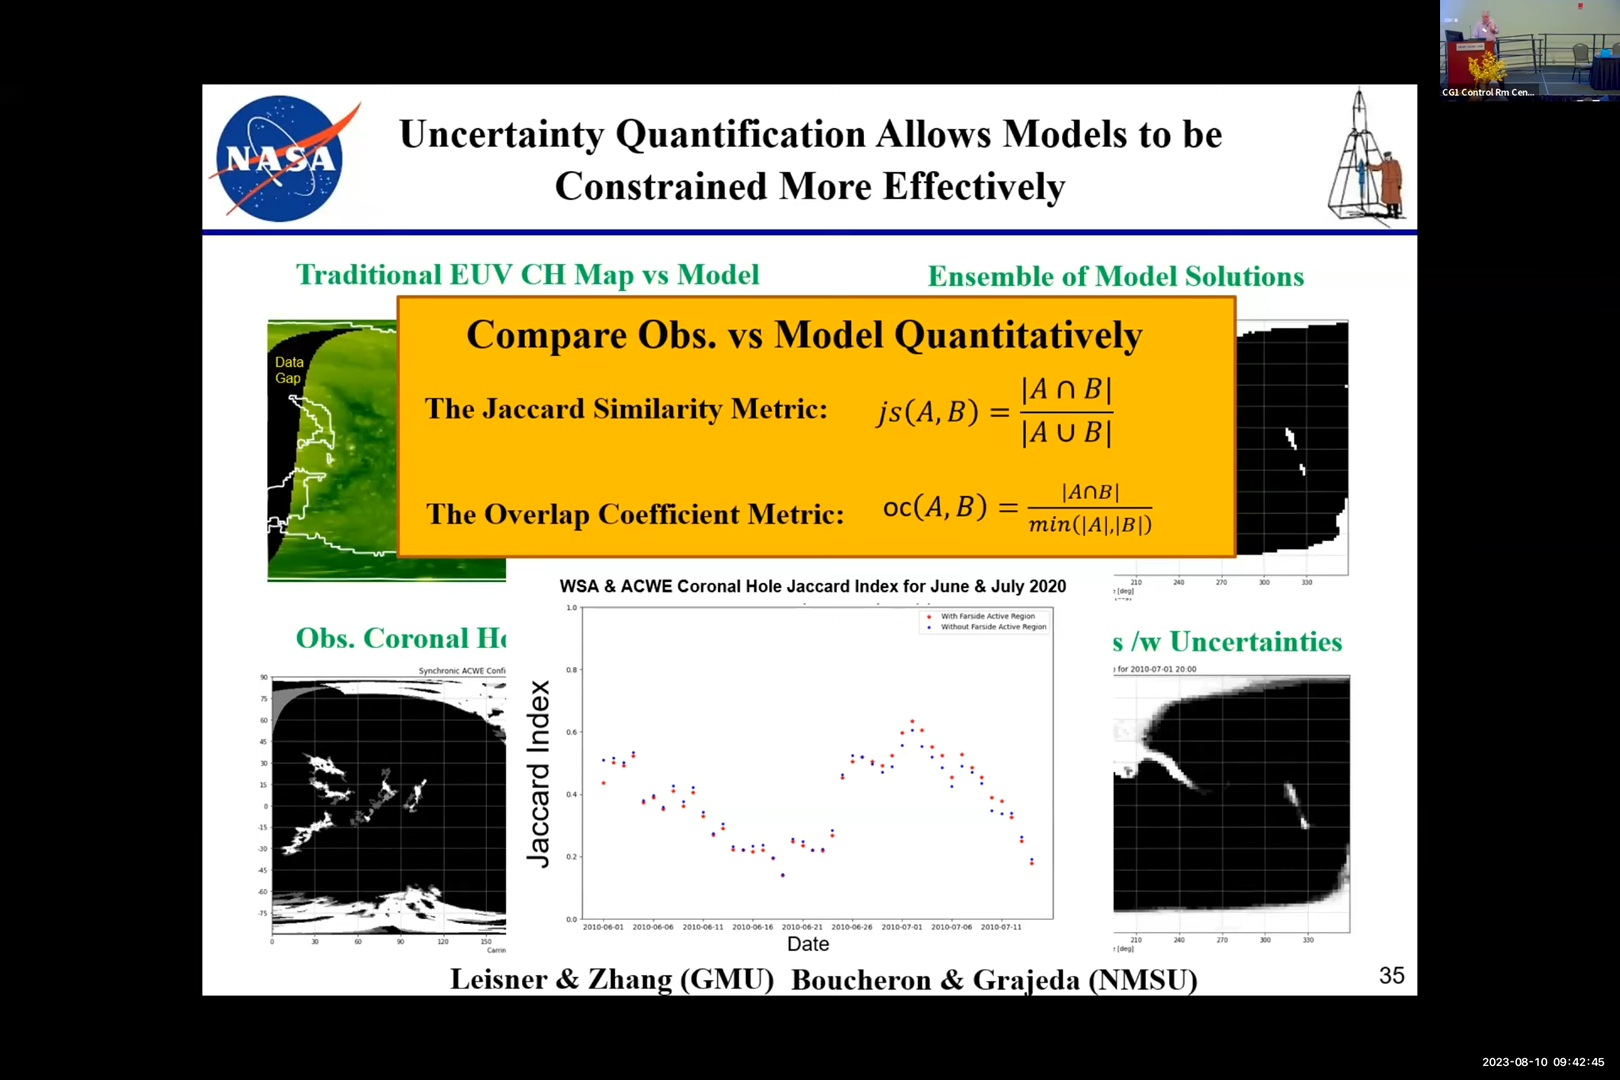 CG1 Control Rm Cen...
NASA
Uncertainty Quantification Allows Models to be
Constrained More Effectively
Traditional EUV CH Map vs Model
Ensemble of Model Solutions
Data
Gap
Compare Obs. vs Model Quantitatively
The Jaccard Similarity Metric: js(A, B) = |A ∩ B| / |A ∪ B|
The Overlap Coefficient Metric: oc(A, B) = |A∩B| / min(|A|,|B|)
210 240 270 300 330
[deg]
WSA & ACWE Coronal Hole Jaccard Index for June & July 2020
With Farside Active Region
Without Farside Active Region
1.0
0.8
0.6
0.4
0.2
0.0
Jaccard Index
2010-06-01 2010-06-06 2010-06-11 2010-06-16 2010-06-21 2010-06-26 2010-07-01 2010-07-06 2010-07-11
Date
Obs. Coronal Ho
Synchronic ACWE Confi
90
75
60
45
30
15
0
-15
-30
-45
-60
-75
0 30 60 90 120 150
Carrin
s /w Uncertainties
for 2010-07-01 20:00
210 240 270 300 330
[deg]
Leisner & Zhang (GMU) Boucheron & Grajeda (NMSU)
35
2023-08-10 09:42:45